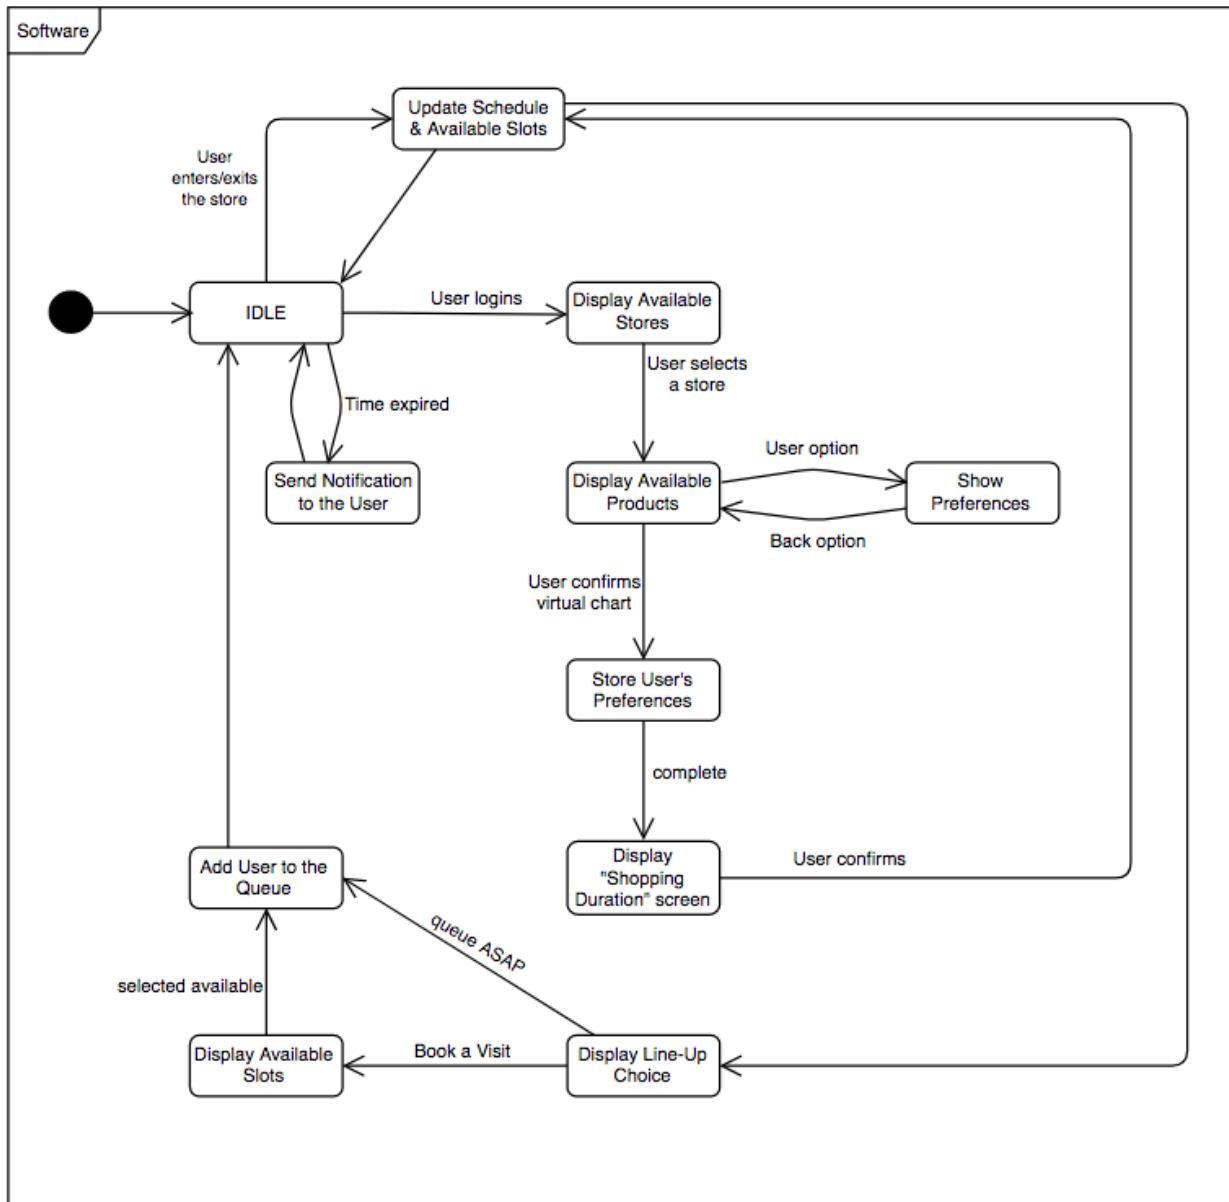 Software
Update Schedule
& Available Slots
User
enters/exits
the store
IDLE
User logins
Display Available
Stores
User selects
a store
Time expired
Send Notification
to the User
Display Available
Products
User option
Show
Preferences
Back option
User confirms
virtual chart
Store User's
Preferences
complete
Display
"Shopping
Duration" screen
User confirms
Add User to the
Queue
queue ASAP
selected available
Display Available
Slots
Book a Visit
Display Line-Up
Choice